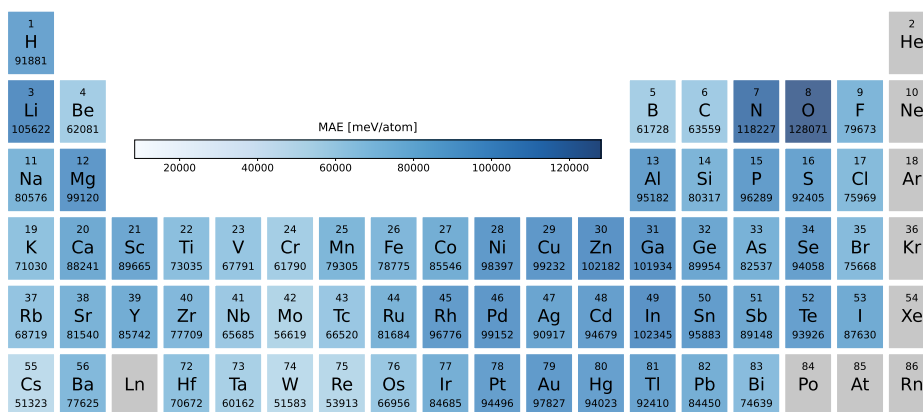 1 2
H He
91881
3 4 5 6 7 8 9 10
Li Be B C N O F Ne
105622 62081 61728 63559 118227 128071 79673
MAE [meV/atom]
20000 40000 60000 80000 100000 120000
11 12 13 14 15 16 17 18
Na Mg Al Si P S Cl Ar
80576 99120 95182 80317 96289 92405 75969
19 20 21 22 23 24 25 26 27 28 29 30 31 32 33 34 35 36
K Ca Sc Ti V Cr Mn Fe Co Ni Cu Zn Ga Ge As Se Br Kr
71030 88241 89665 73035 67791 61790 79305 78775 85546 98397 99232 102182 101934 89954 82537 94058 75668
37 38 39 40 41 42 43 44 45 46 47 48 49 50 51 52 53 54
Rb Sr Y Zr Nb Mo Tc Ru Rh Pd Ag Cd In Sn Sb Te I Xe
68719 81540 85742 77709 65685 56619 66520 81684 96776 99152 90917 94679 102345 95883 89148 93926 87630
55 56 72 73 74 75 76 77 78 79 80 81 82 83 84 85 86
Cs Ba Ln Hf Ta W Re Os Ir Pt Au Hg Tl Pb Bi Po At Rn
51323 77625 70672 60162 51583 53913 66956 84685 94496 97827 94023 92410 84450 74639